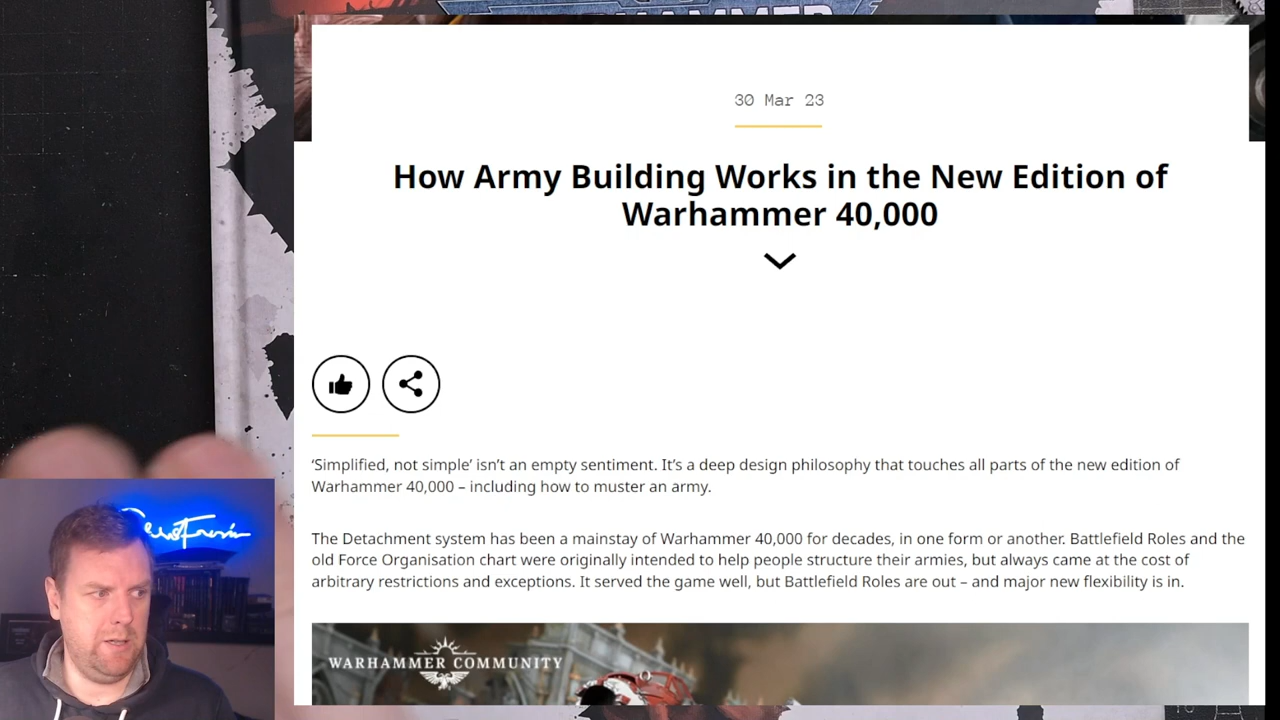 HAMMER
30 Mar 23
How Army Building Works in the New Edition of
Warhammer 40,000
‘Simplified, not simple’ isn’t an empty sentiment. It’s a deep design philosophy that touches all parts of the new edition of
Warhammer 40,000 – including how to muster an army.
The Detachment system has been a mainstay of Warhammer 40,000 for decades, in one form or another. Battlefield Roles and the
old Force Organisation chart were originally intended to help people structure their armies, but always came at the cost of
arbitrary restrictions and exceptions. It served the game well, but Battlefield Roles are out – and major new flexibility is in.
WARHAMMER COMMUNITY